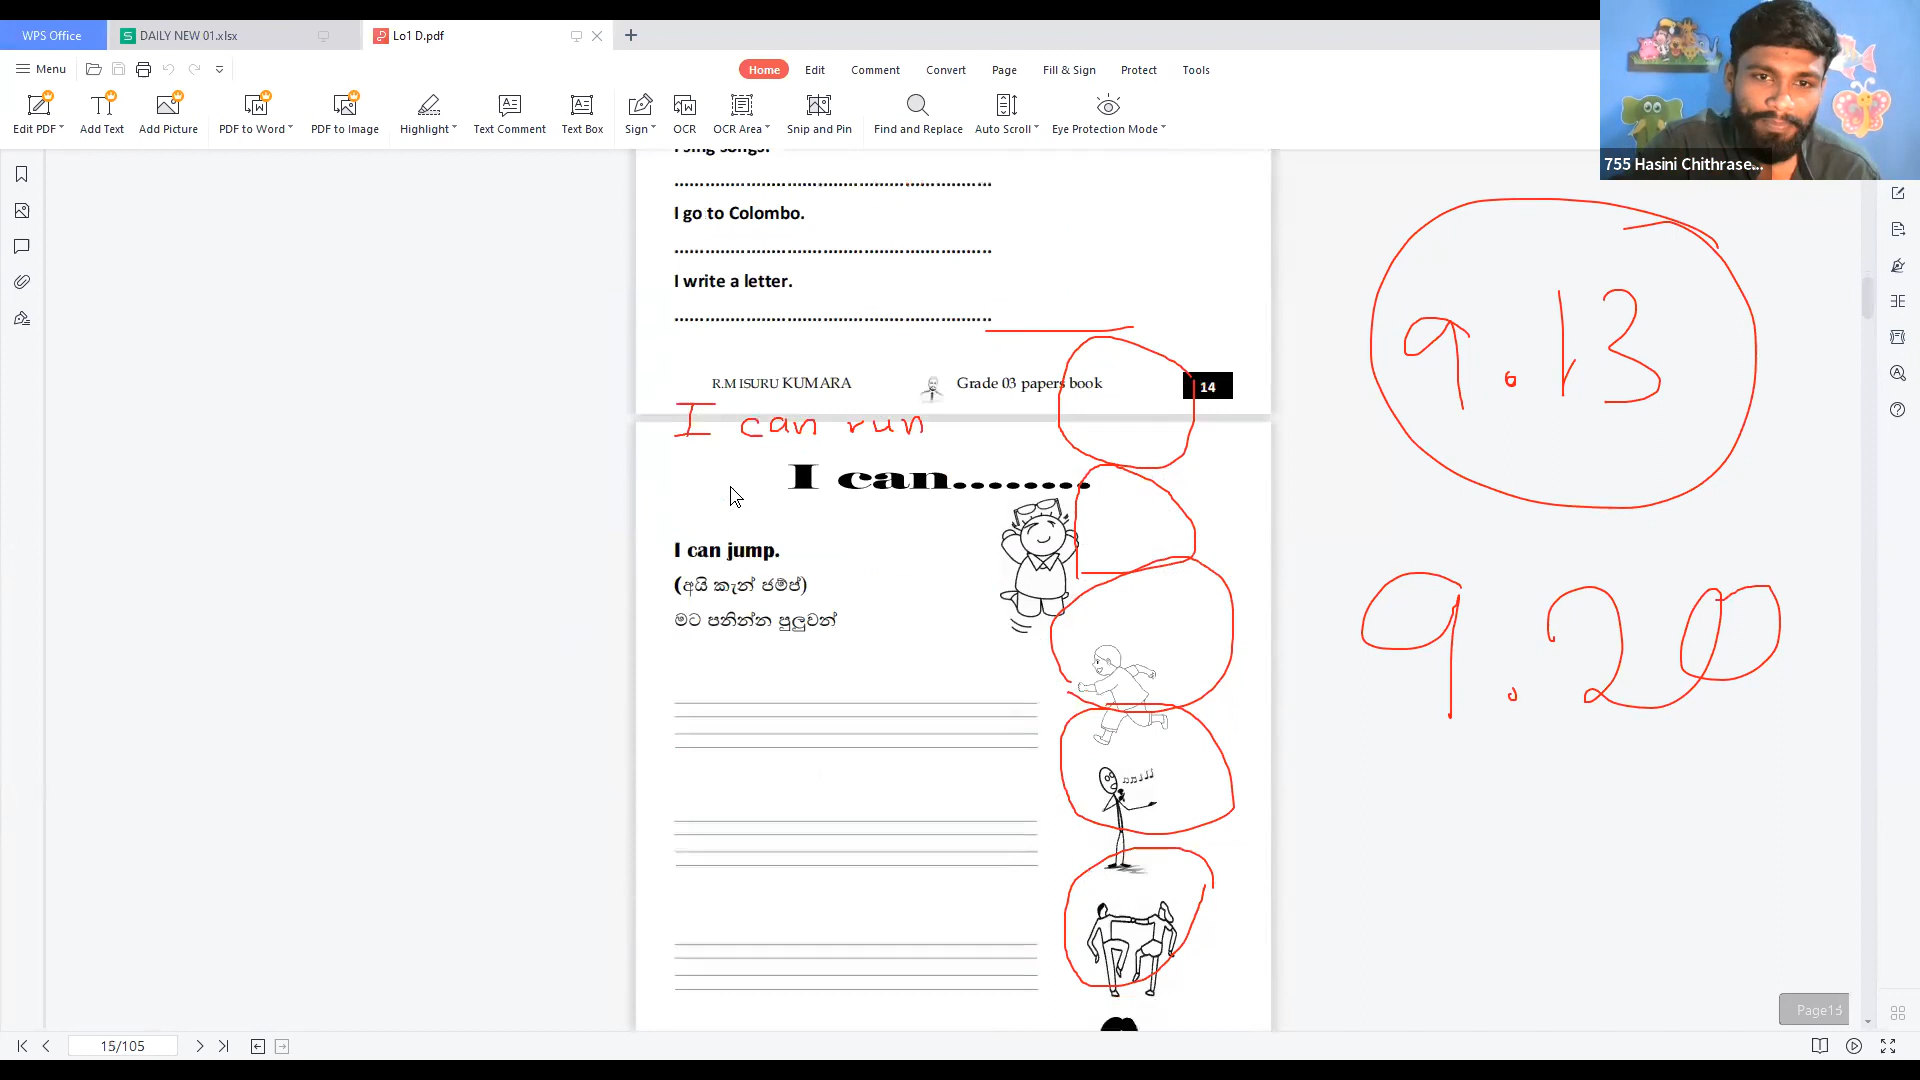 WPS Office
DAILY NEW 01.xlsx
Lo1 D.pdf
Menu
Home Edit Comment Convert Page Fill & Sign Protect Tools
Edit PDF Add Text Add Picture PDF to Word PDF to Image Highlight Text Comment Text Box Sign OCR OCR Area Snip and Pin Find and Replace Auto Scroll Eye Protection Mode
755 Hasini Chithrase...
I sing songs.
..............................................................
I go to Colombo.
..............................................................
I write a letter.
..............................................................
R.M ISURU KUMARA Grade 03 papers book 14
I can run
I can........
I can jump.
(අයි කැන් ජම්ප්)
මට පනින්න පුලුවන්
9.13
9.20
Page15
15/105